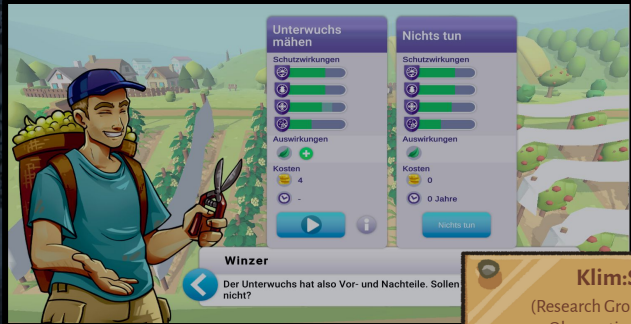 Unterwuchs
mähen
Schutzwirkungen
Auswirkungen
Kosten
4
-
Nichts tun
Schutzwirkungen
Auswirkungen
Kosten
0
0 Jahre
Nichts tun
Winzer
Der Unterwuchs hat also Vor- und Nachteile. Sollen
nicht?
Klim:
(Research Gro